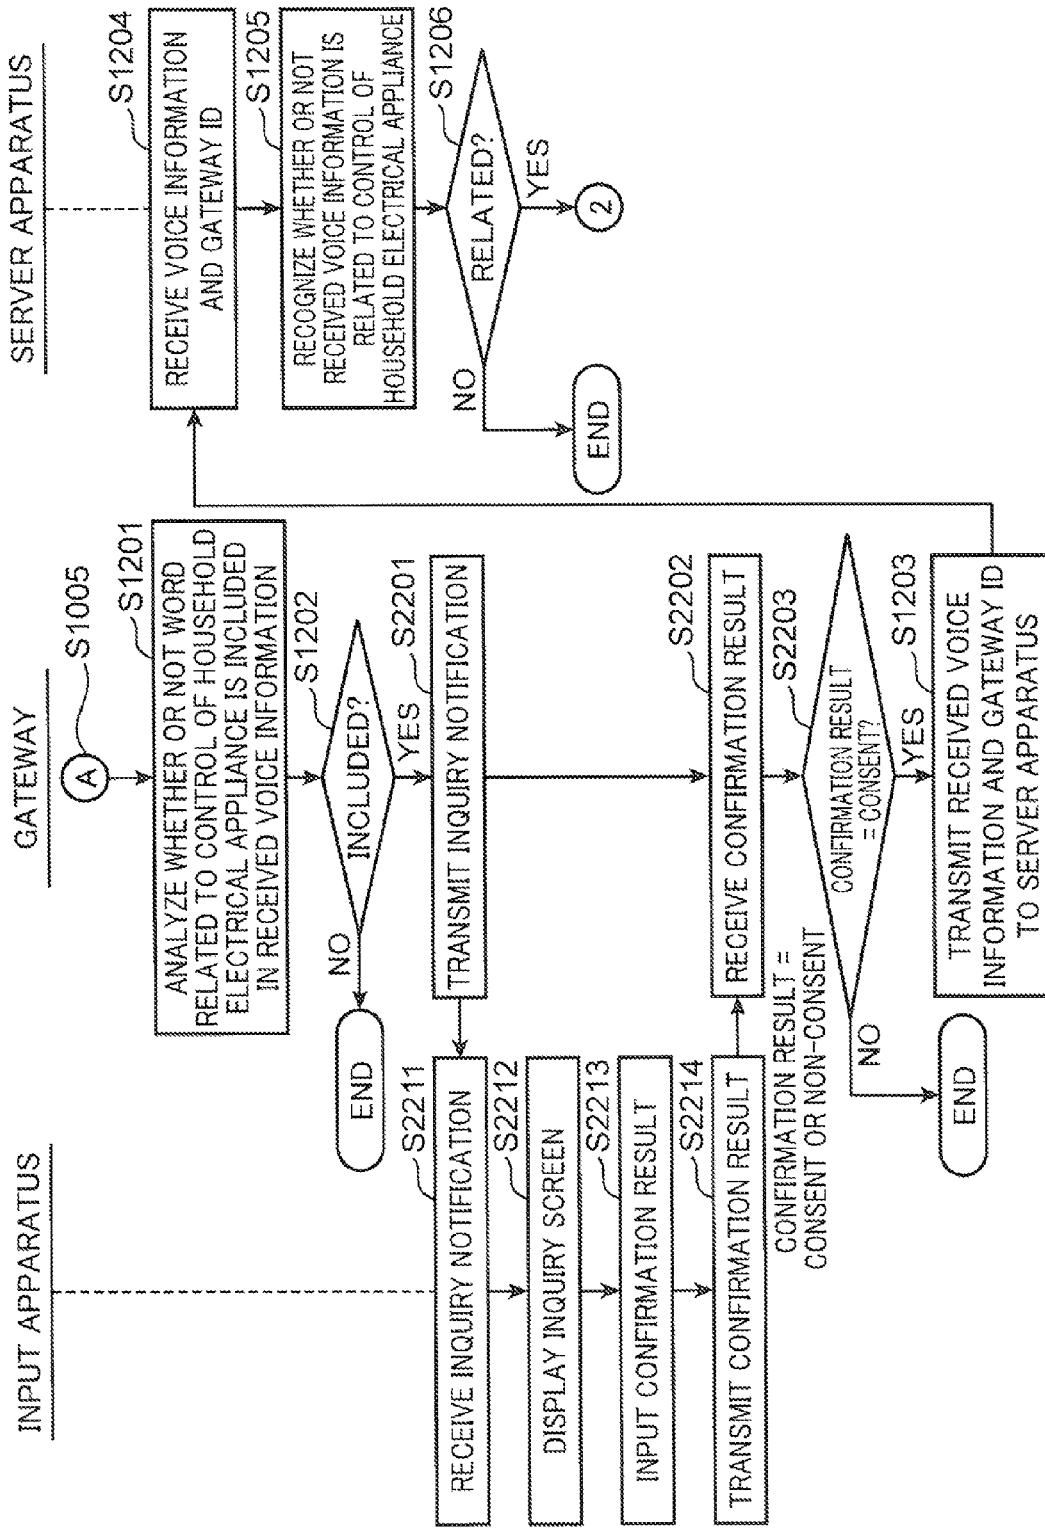 INPUT APPARATUS
GATEWAY
SERVER APPARATUS
A
S1005
S1201
ANALYZE WHETHER OR NOT WORD
RELATED TO CONTROL OF HOUSEHOLD
ELECTRICAL APPLIANCE IS INCLUDED
IN RECEIVED VOICE INFORMATION
S1202
INCLUDED?
NO
END
YES
S2201
TRANSMIT INQUIRY NOTIFICATION
S2211
RECEIVE INQUIRY NOTIFICATION
S2212
DISPLAY INQUIRY SCREEN
S2213
INPUT CONFIRMATION RESULT
S2214
TRANSMIT CONFIRMATION RESULT
CONFIRMATION RESULT =
CONSENT OR NON-CONSENT
S2202
RECEIVE CONFIRMATION RESULT
S2203
CONFIRMATION RESULT
= CONSENT?
NO
END
YES
S1203
TRANSMIT RECEIVED VOICE
INFORMATION AND GATEWAY ID
TO SERVER APPARATUS
S1204
RECEIVE VOICE INFORMATION
AND GATEWAY ID
S1205
RECOGNIZE WHETHER OR NOT
RECEIVED VOICE INFORMATION IS
RELATED TO CONTROL OF
HOUSEHOLD ELECTRICAL APPLIANCE
S1206
RELATED?
NO
END
YES
2